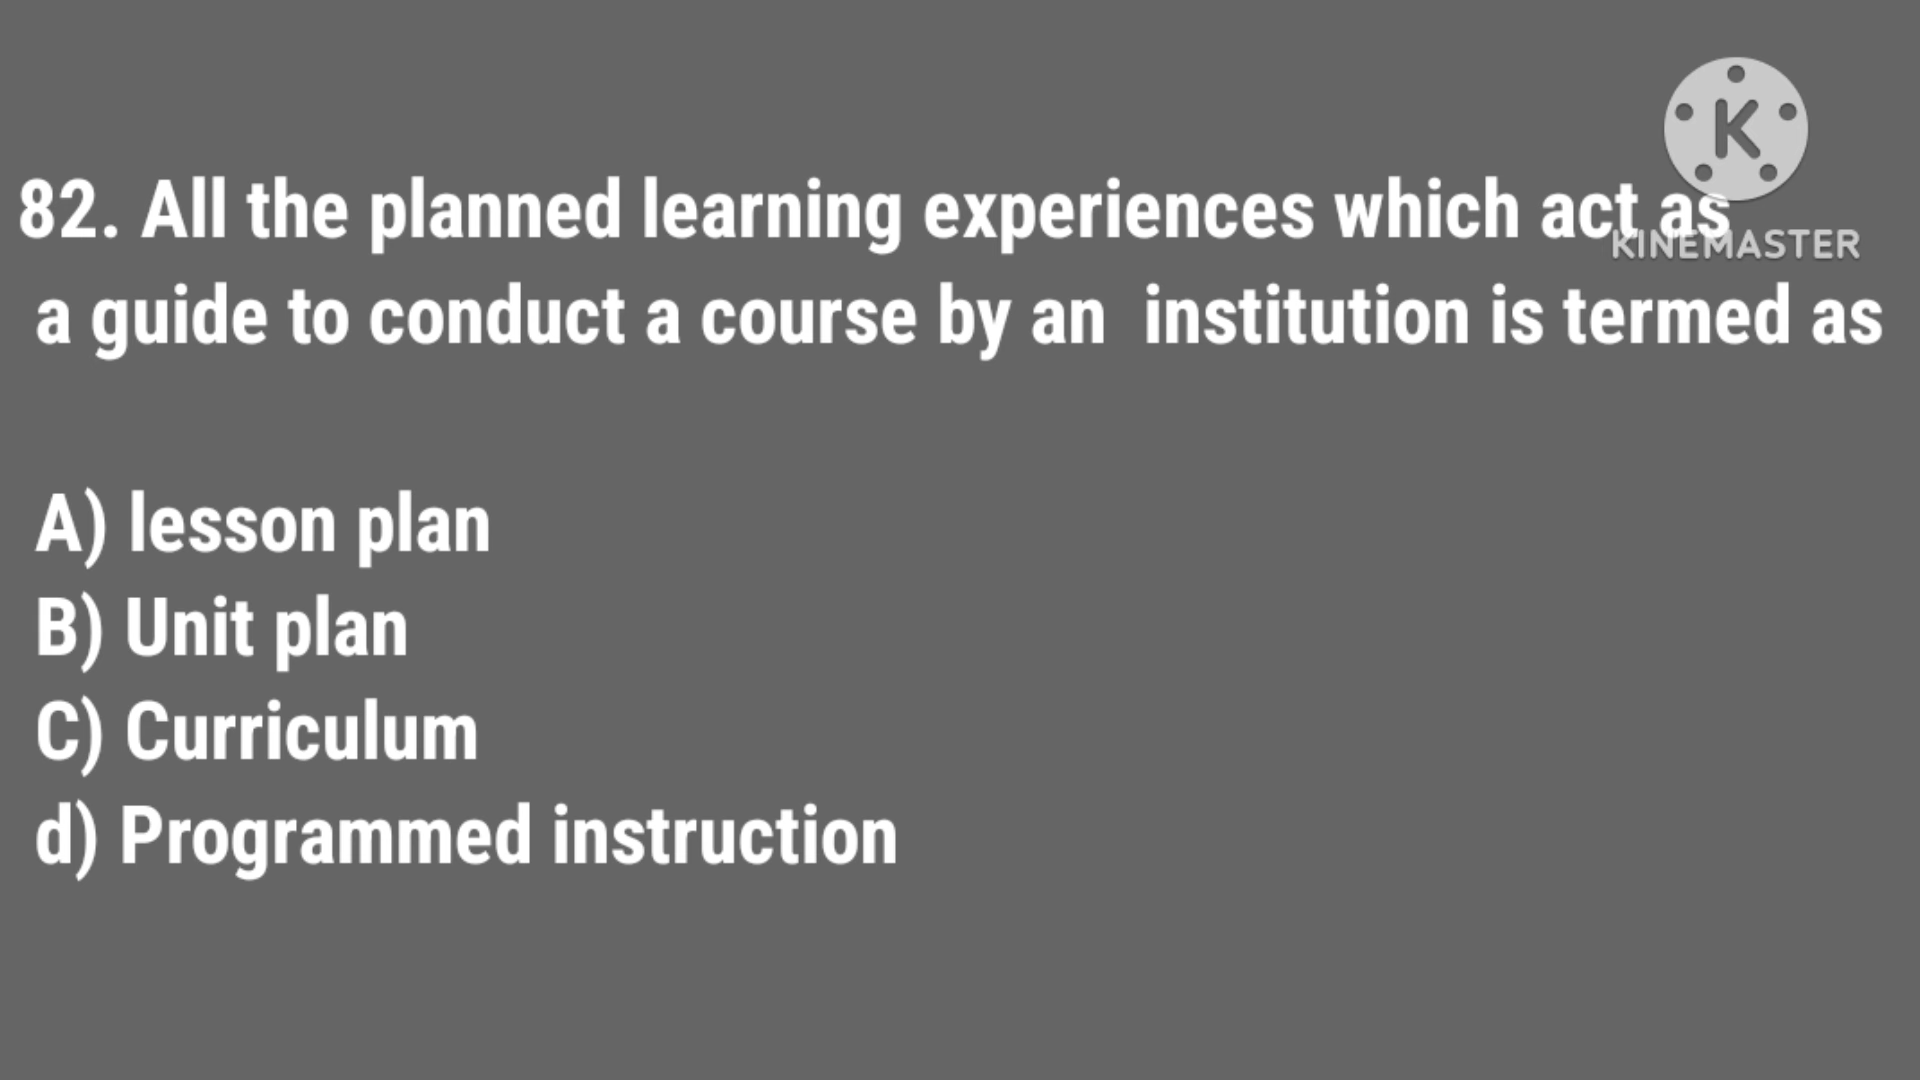 82. All the planned learning experiences which act as
KINEMASTER
a guide to conduct a course by an institution is termed as
A) lesson plan
B) Unit plan
C) Curriculum
d) Programmed instruction